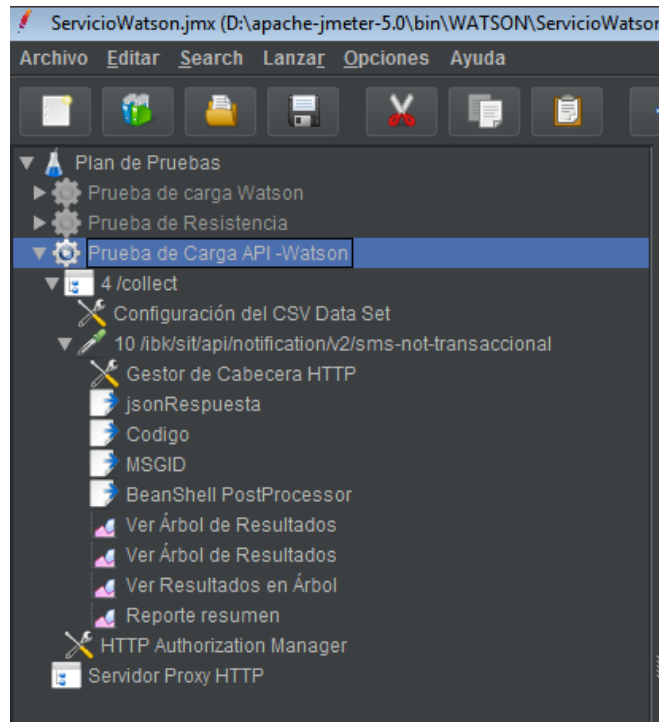 ServicioWatson.jmx (D:\apache-jmeter-5.0\bin\WATSON\ServicioWatson
Archivo Editar Search Lanzar Opciones Ayuda
Plan de Pruebas
Prueba de carga Watson
Prueba de Resistencia
Prueba de Carga API -Watson
4 /collect
Configuración del CSV Data Set
10 /ibk/sit/api/notification/v2/sms-not-transaccional
Gestor de Cabecera HTTP
jsonRespuesta
Codigo
MSGID
BeanShell PostProcessor
Ver Árbol de Resultados
Ver Árbol de Resultados
Ver Resultados en Árbol
Reporte resumen
HTTP Authorization Manager
Servidor Proxy HTTP